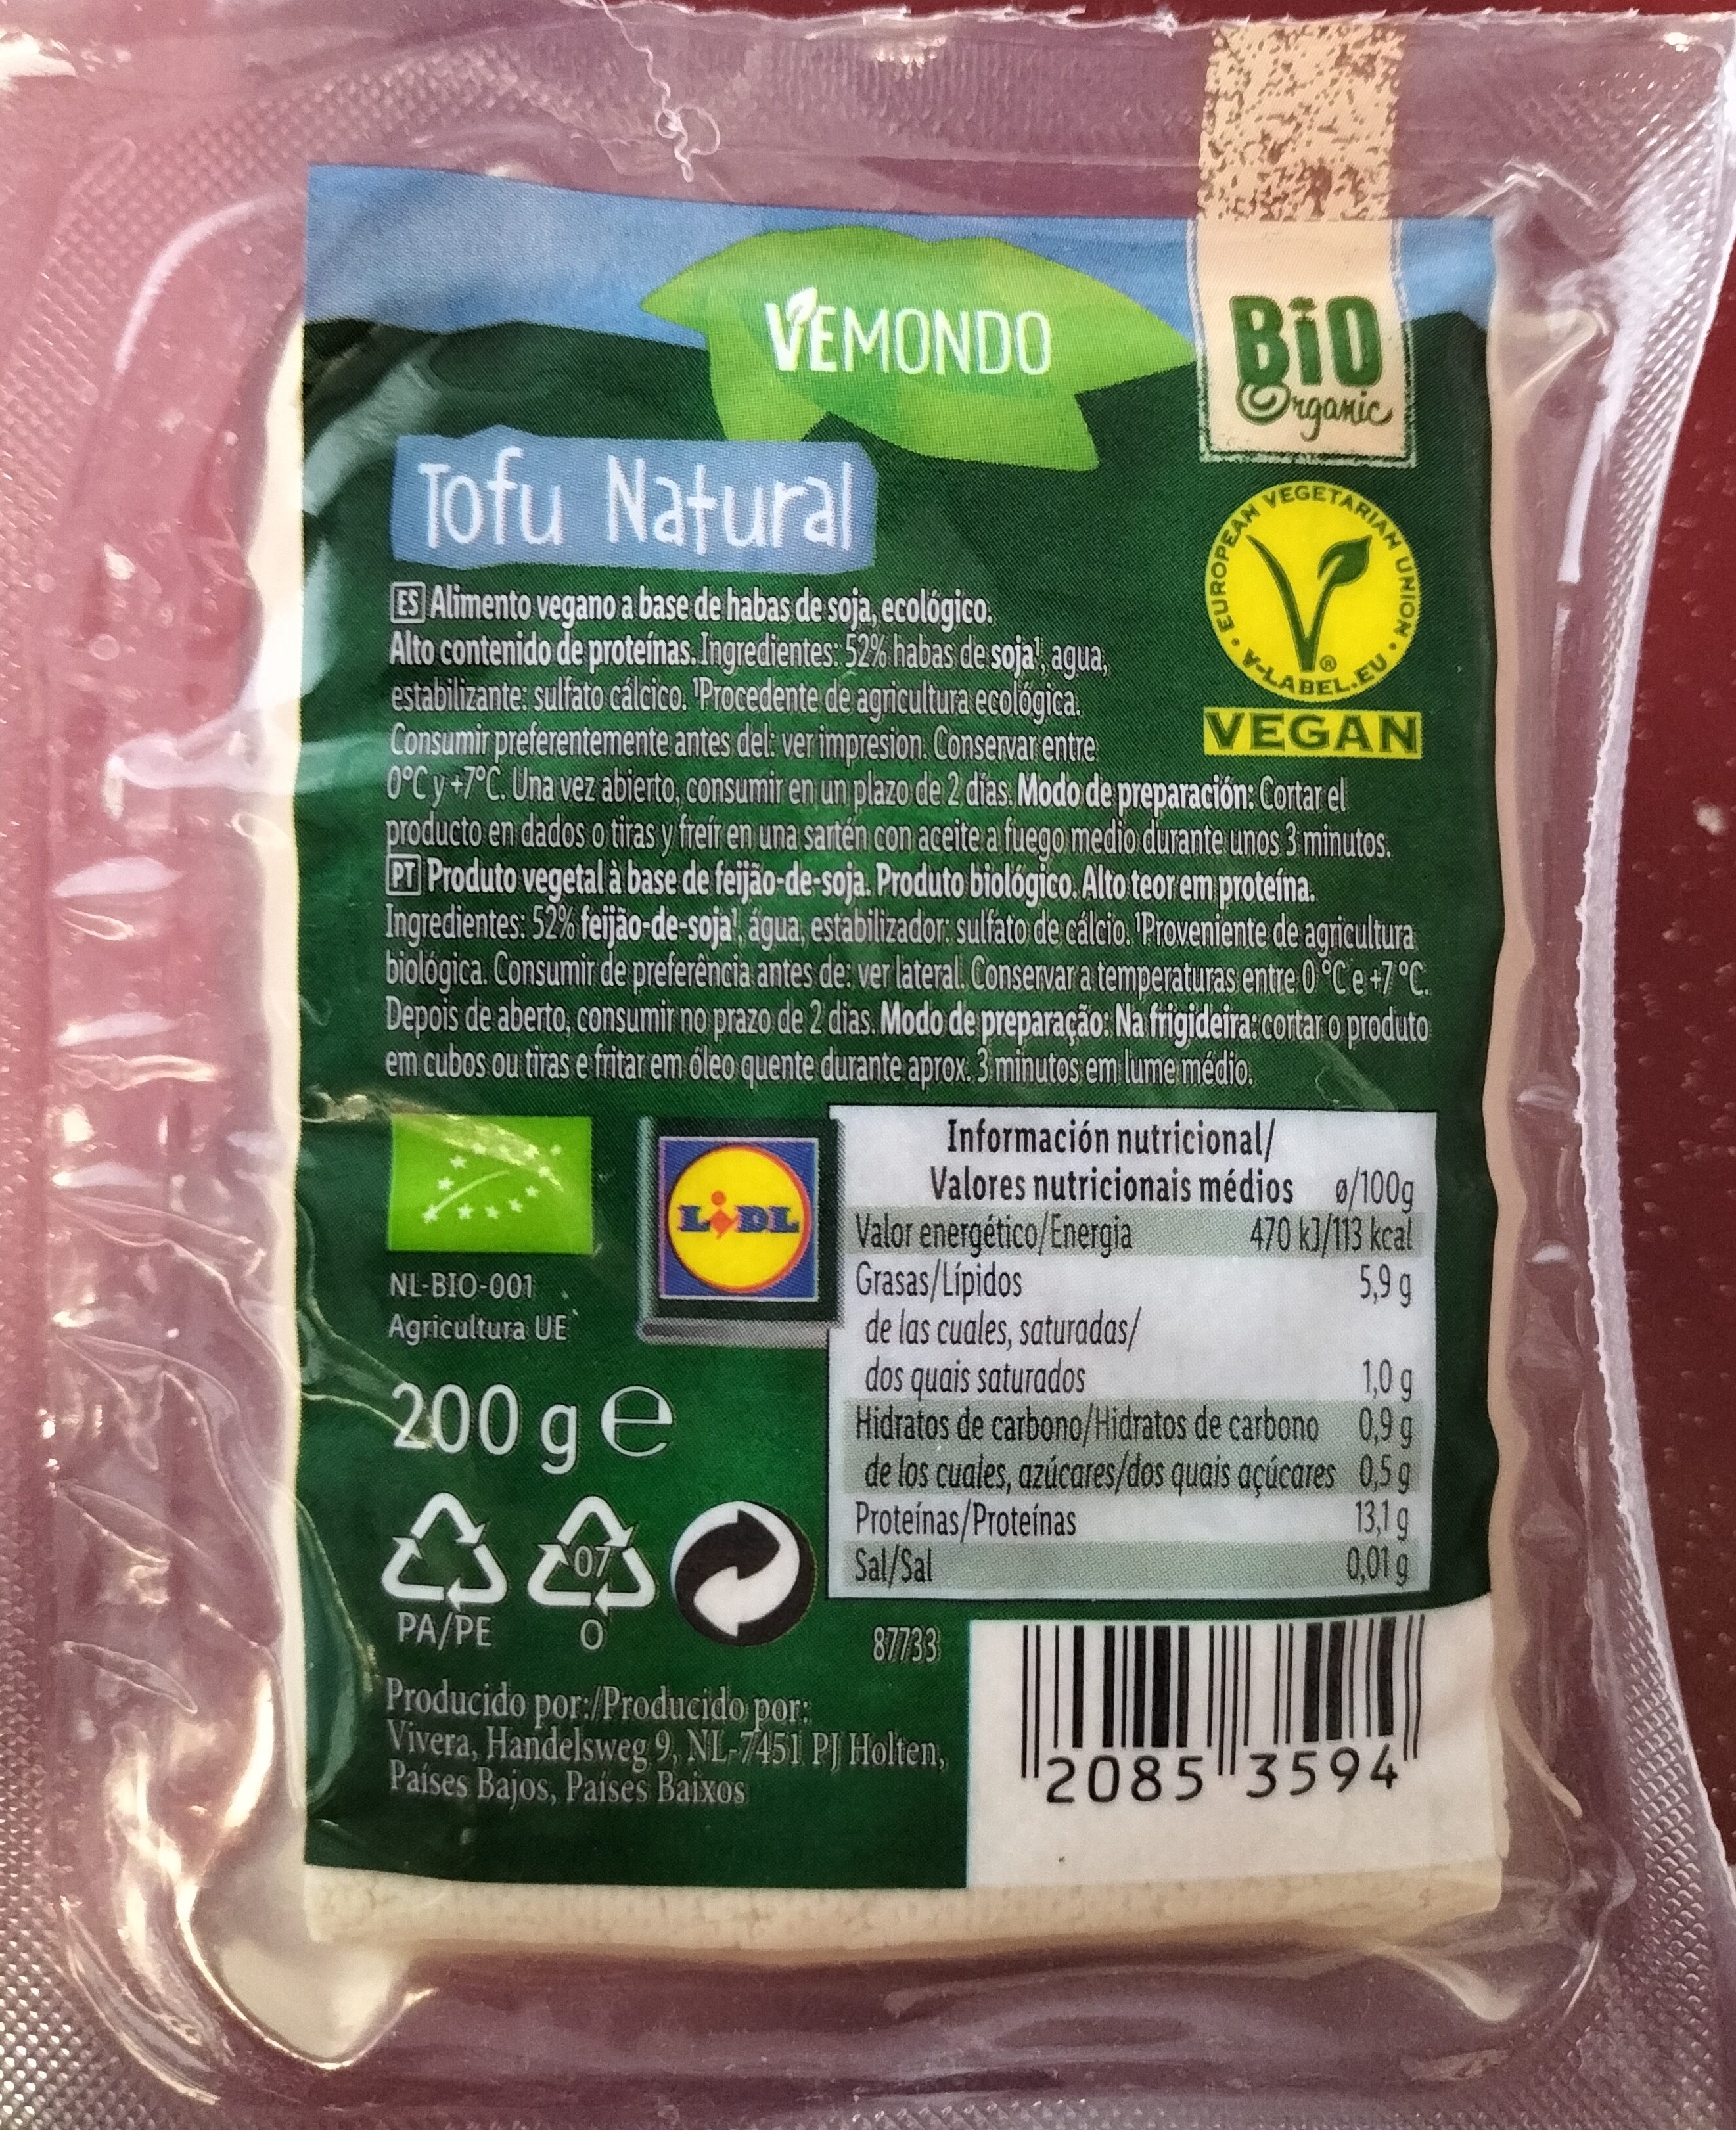 VEMONDO
BiO
Organic
Tofu Natural
EUROPEAN VEGETARIAN UNION • V-LABEL.EU •
VEGAN
ES Alimento vegano a base de habas de soja, ecológico.
Alto contenido de proteínas. Ingredientes: 52% habas de soja¹, agua,
estabilizante: sulfato cálcico. ¹Procedente de agricultura ecológica.
Consumir preferentemente antes del: ver impresion. Conservar entre
0°C y +7°C. Una vez abierto, consumir en un plazo de 2 días. Modo de preparación: Cortar el
producto en dados o tiras y freír en una sartén con aceite a fuego medio durante unos 3 minutos.
PT Produto vegetal à base de feijão-de-soja. Produto biológico. Alto teor em proteína.
Ingredientes: 52% feijão-de-soja¹, água, estabilizador: sulfato de cálcio. ¹Proveniente de agricultura
biológica. Consumir de preferência antes de: ver lateral. Conservar a temperaturas entre 0 °C e +7 °C.
Depois de aberto, consumir no prazo de 2 dias. Modo de preparação: Na frigideira: cortar o produto
em cubos ou tiras e fritar em óleo quente durante aprox. 3 minutos em lume médio.
LIDL
NL-BIO-001
Agricultura UE
200 g e
Información nutricional/
Valores nutricionais médios ø/100g
Valor energético/Energia 470 kJ/113 kcal
Grasas/Lípidos 5,9 g
de las cuales, saturadas/
dos quais saturados 1,0 g
Hidratos de carbono/Hidratos de carbono 0,9 g
de los cuales, azúcares/dos quais açúcares 0,5 g
Proteínas/Proteínas 13,1 g
Sal/Sal 0,01 g
07
PA/PE
O
87733
Producido por:/Producido por:
Vivera, Handelsweg 9, NL-7451 PJ Holten,
Países Bajos, Países Baixos
2085 3594